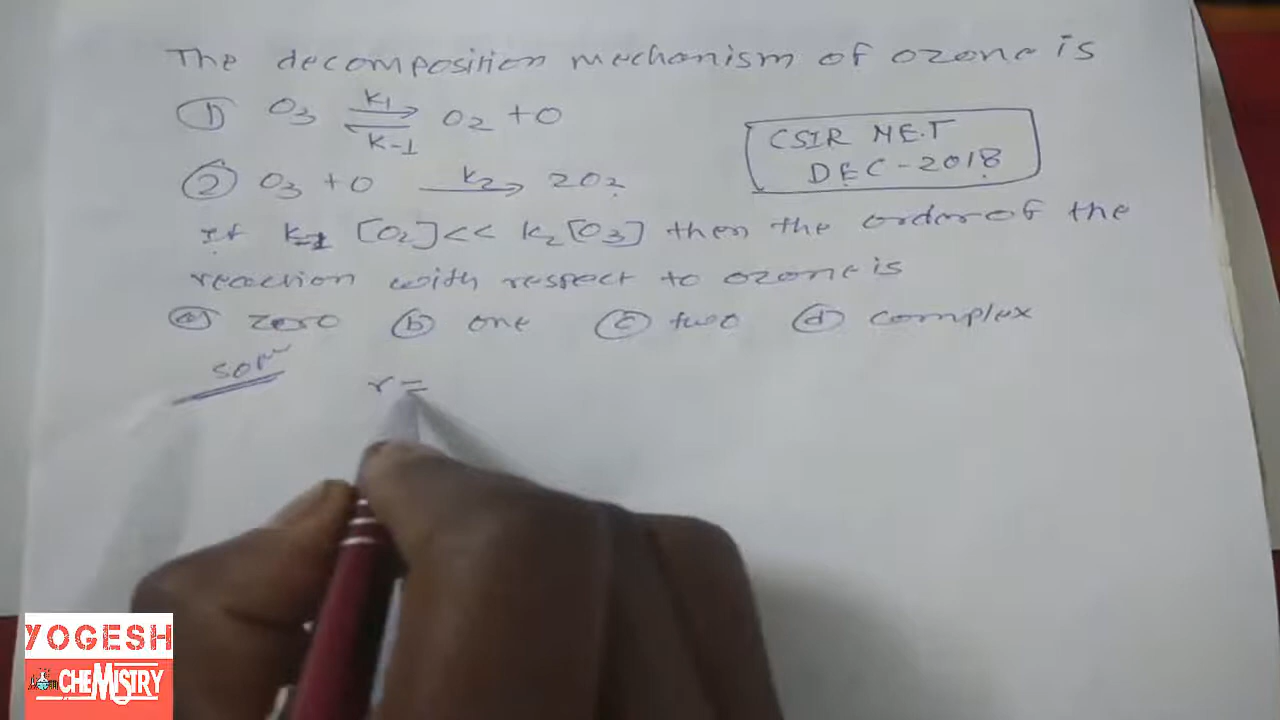 The decomposition mechanism of ozone is
① O3 ⇌ O2 + O
K1
K-1
CSIR NE.T
DEC-2018
② O3 + O → 2O2
K2
If K-1 [O2] << K2 [O3] then the order of the
reaction with respect to ozone is
ⓐ zero ⓑ one ⓒ two ⓓ complex
Solⁿ r =
YOGESH
CHEMISTRY